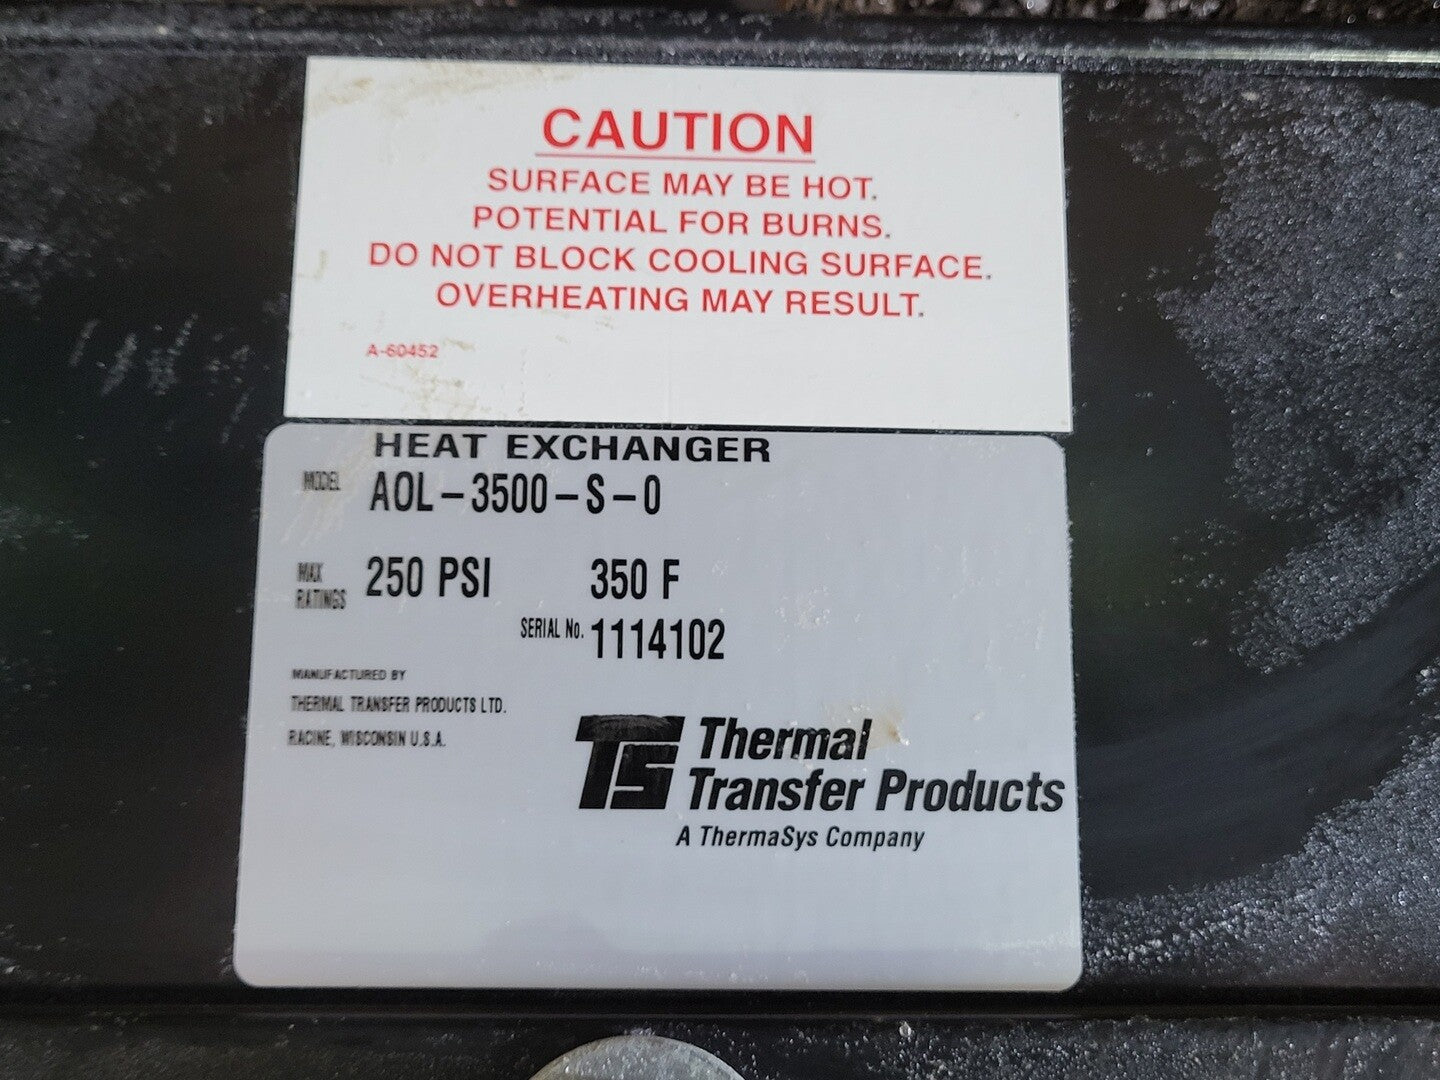 CAUTION
SURFACE MAY BE HOT.
POTENTIAL FOR BURNS.
DO NOT BLOCK COOLING SURFACE.
OVERHEATING MAY RESULT.
A-60452
HEAT EXCHANGER
MODEL AOL-3500-S-0
MAX RATINGS 250 PSI 350 F
SERIAL No. 1114102
MANUFACTURED BY
THERMAL TRANSFER PRODUCTS LTD.
RACINE, WISCONSIN U.S.A.
TTS Thermal
Transfer Products
A ThermaSys Company